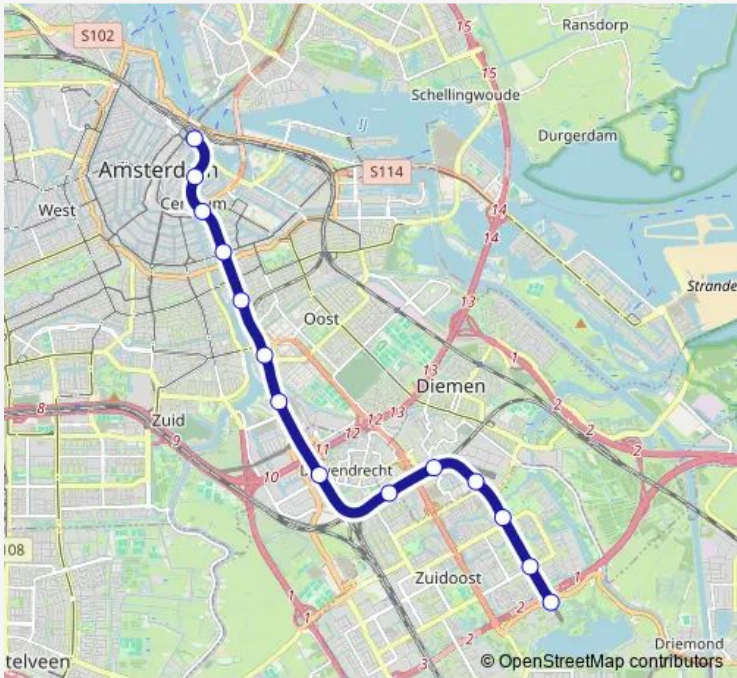 15
Ransdorp
S102
15
Schellingwoude
IJ
Durgerdam
Amsterdam
S114
West
Centrum
14
14
Strande
13
Oost
1
13
Diemen
8
Zuid
12
13
2
9
11
12
2
10
Duivendrecht
2
108
Zuidoost
1
1
1
2
2
3
2
telveen
Driemond
© OpenStreetMap contributors